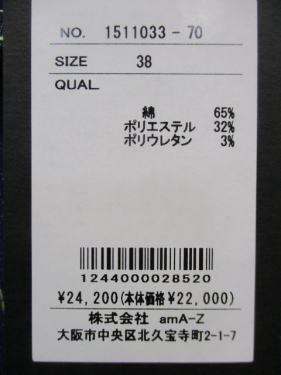 NO. 1511033-70
SIZE 38
QUAL
綿 65%
ポリエステル 32%
ポリウレタン 3%
1244000028520
¥24,200(本体価格¥22,000)
株式会社 amA-Z
大阪市中央区北久宝寺町2-1-7